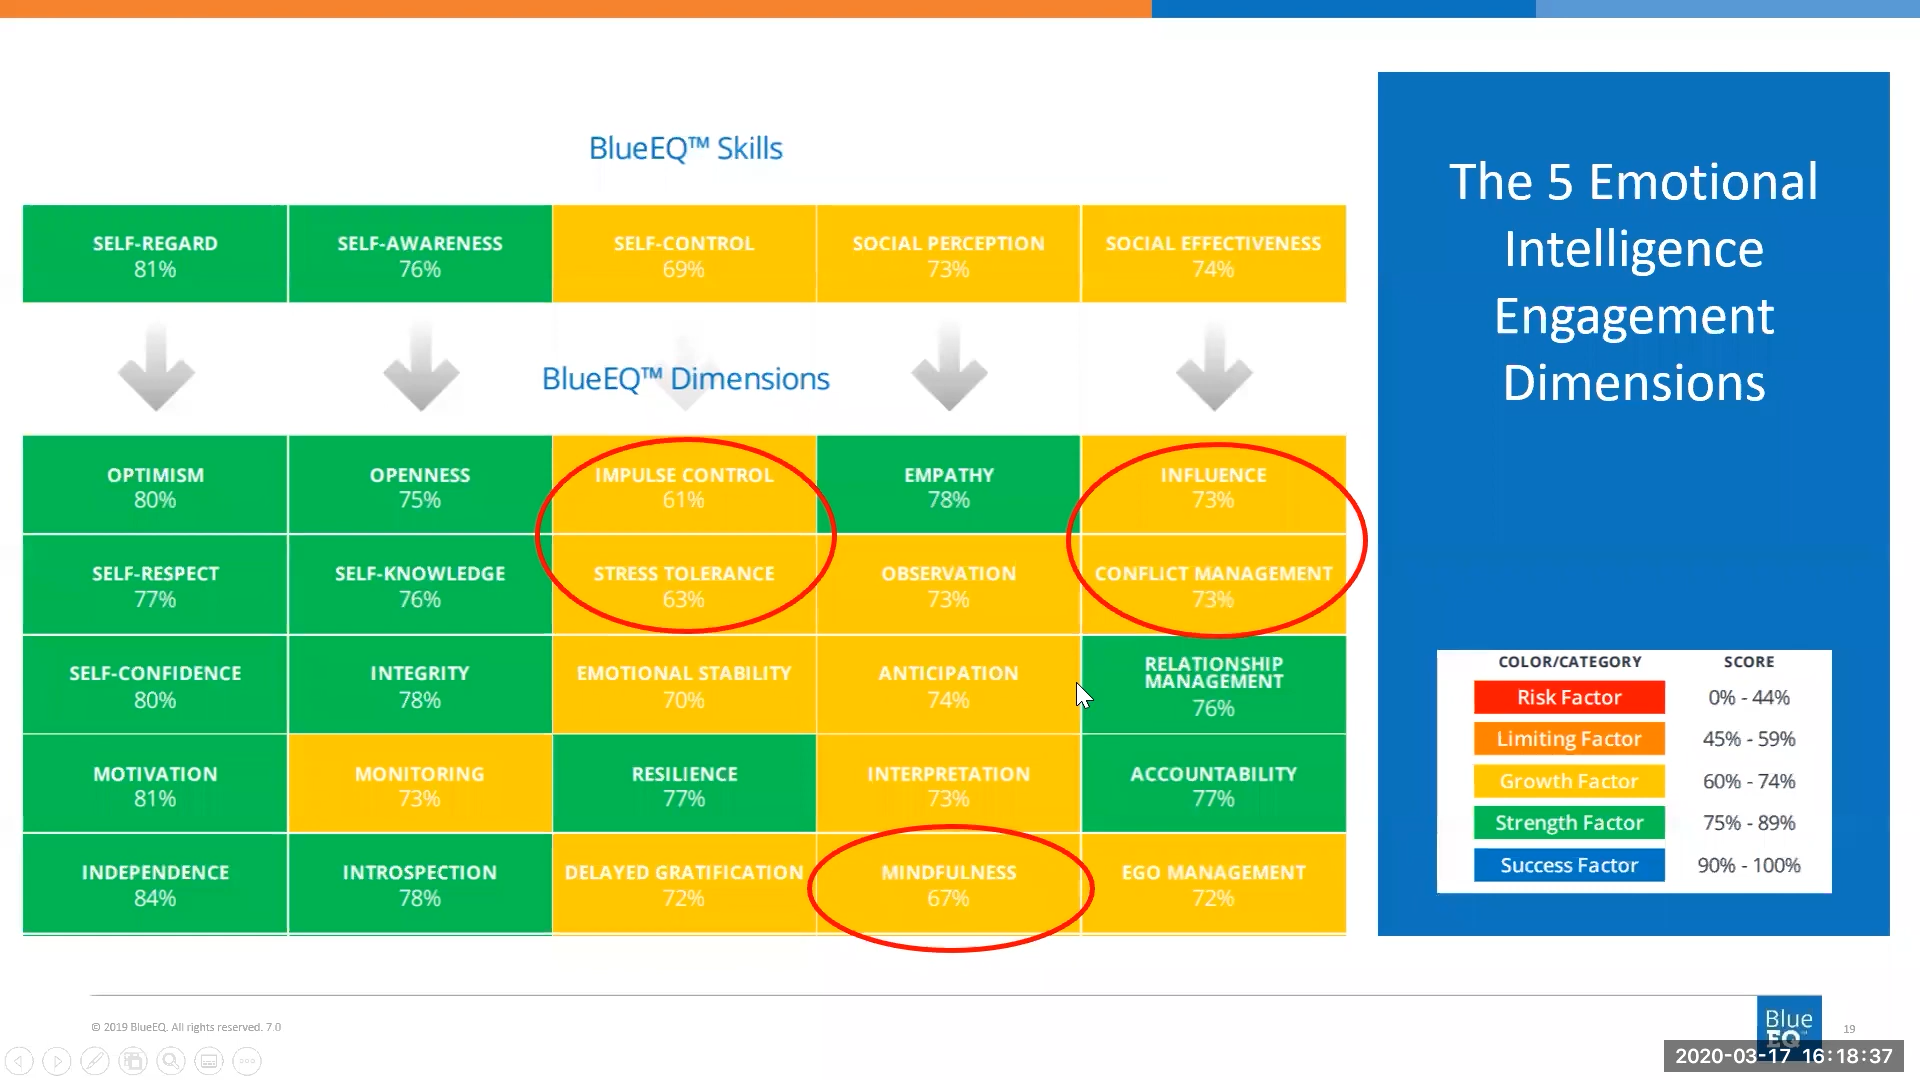 BlueEQ™ Skills
SELF-REGARD
81%
SELF-AWARENESS
76%
SELF-CONTROL
69%
SOCIAL PERCEPTION
73%
SOCIAL EFFECTIVENESS
74%
BlueEQ™ Dimensions
OPTIMISM
80%
OPENNESS
75%
IMPULSE CONTROL
61%
EMPATHY
78%
INFLUENCE
73%
SELF-RESPECT
77%
SELF-KNOWLEDGE
76%
STRESS TOLERANCE
63%
OBSERVATION
73%
CONFLICT MANAGEMENT
73%
SELF-CONFIDENCE
80%
INTEGRITY
78%
EMOTIONAL STABILITY
70%
ANTICIPATION
74%
RELATIONSHIP
MANAGEMENT
76%
MOTIVATION
81%
MONITORING
73%
RESILIENCE
77%
INTERPRETATION
73%
ACCOUNTABILITY
77%
INDEPENDENCE
84%
INTROSPECTION
78%
DELAYED GRATIFICATION
72%
MINDFULNESS
67%
EGO MANAGEMENT
72%
The 5 Emotional
Intelligence
Engagement
Dimensions
COLOR/CATEGORY SCORE
Risk Factor 0% - 44%
Limiting Factor 45% - 59%
Growth Factor 60% - 74%
Strength Factor 75% - 89%
Success Factor 90% - 100%
© 2019 BlueEQ. All rights reserved. 7.0
Blue
EQ™
19
2020-03-17 16:18:37